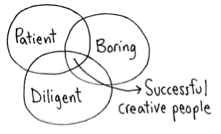 Patient
Boring
Diligent
Successful
creative people